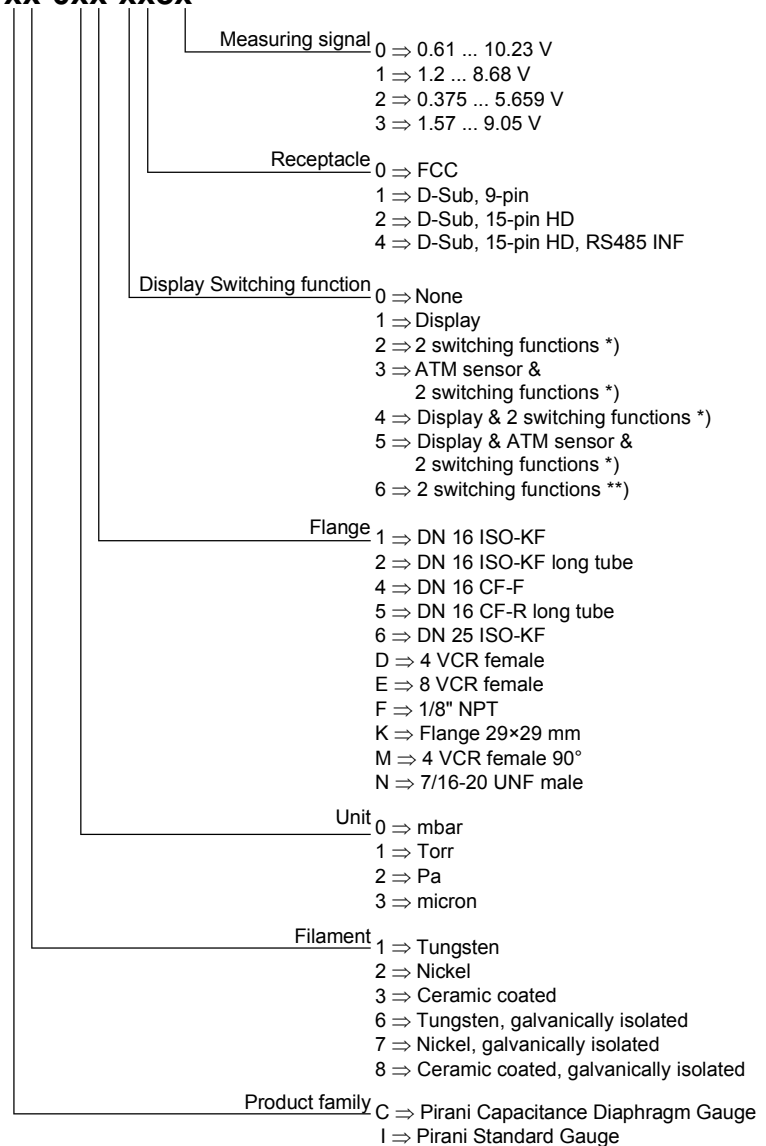 Measuring signal 0 ⇒ 0.61 ... 10.23 V
1 ⇒ 1.2 ... 8.68 V
2 ⇒ 0.375 ... 5.659 V
3 ⇒ 1.57 ... 9.05 V
Receptacle 0 ⇒ FCC
1 ⇒ D-Sub, 9-pin
2 ⇒ D-Sub, 15-pin HD
4 ⇒ D-Sub, 15-pin HD, RS485 INF
Display Switching function 0 ⇒ None
1 ⇒ Display
2 ⇒ 2 switching functions *)
3 ⇒ ATM sensor &
2 switching functions *)
4 ⇒ Display & 2 switching functions *)
5 ⇒ Display & ATM sensor &
2 switching functions *)
6 ⇒ 2 switching functions **)
Flange 1 ⇒ DN 16 ISO-KF
2 ⇒ DN 16 ISO-KF long tube
4 ⇒ DN 16 CF-F
5 ⇒ DN 16 CF-R long tube
6 ⇒ DN 25 ISO-KF
D ⇒ 4 VCR female
E ⇒ 8 VCR female
F ⇒ 1/8" NPT
K ⇒ Flange 29×29 mm
M ⇒ 4 VCR female 90°
N ⇒ 7/16-20 UNF male
Unit 0 ⇒ mbar
1 ⇒ Torr
2 ⇒ Pa
3 ⇒ micron
Filament 1 ⇒ Tungsten
2 ⇒ Nickel
3 ⇒ Ceramic coated
6 ⇒ Tungsten, galvanically isolated
7 ⇒ Nickel, galvanically isolated
8 ⇒ Ceramic coated, galvanically isolated
Product family C ⇒ Pirani Capacitance Diaphragm Gauge
I ⇒ Pirani Standard Gauge